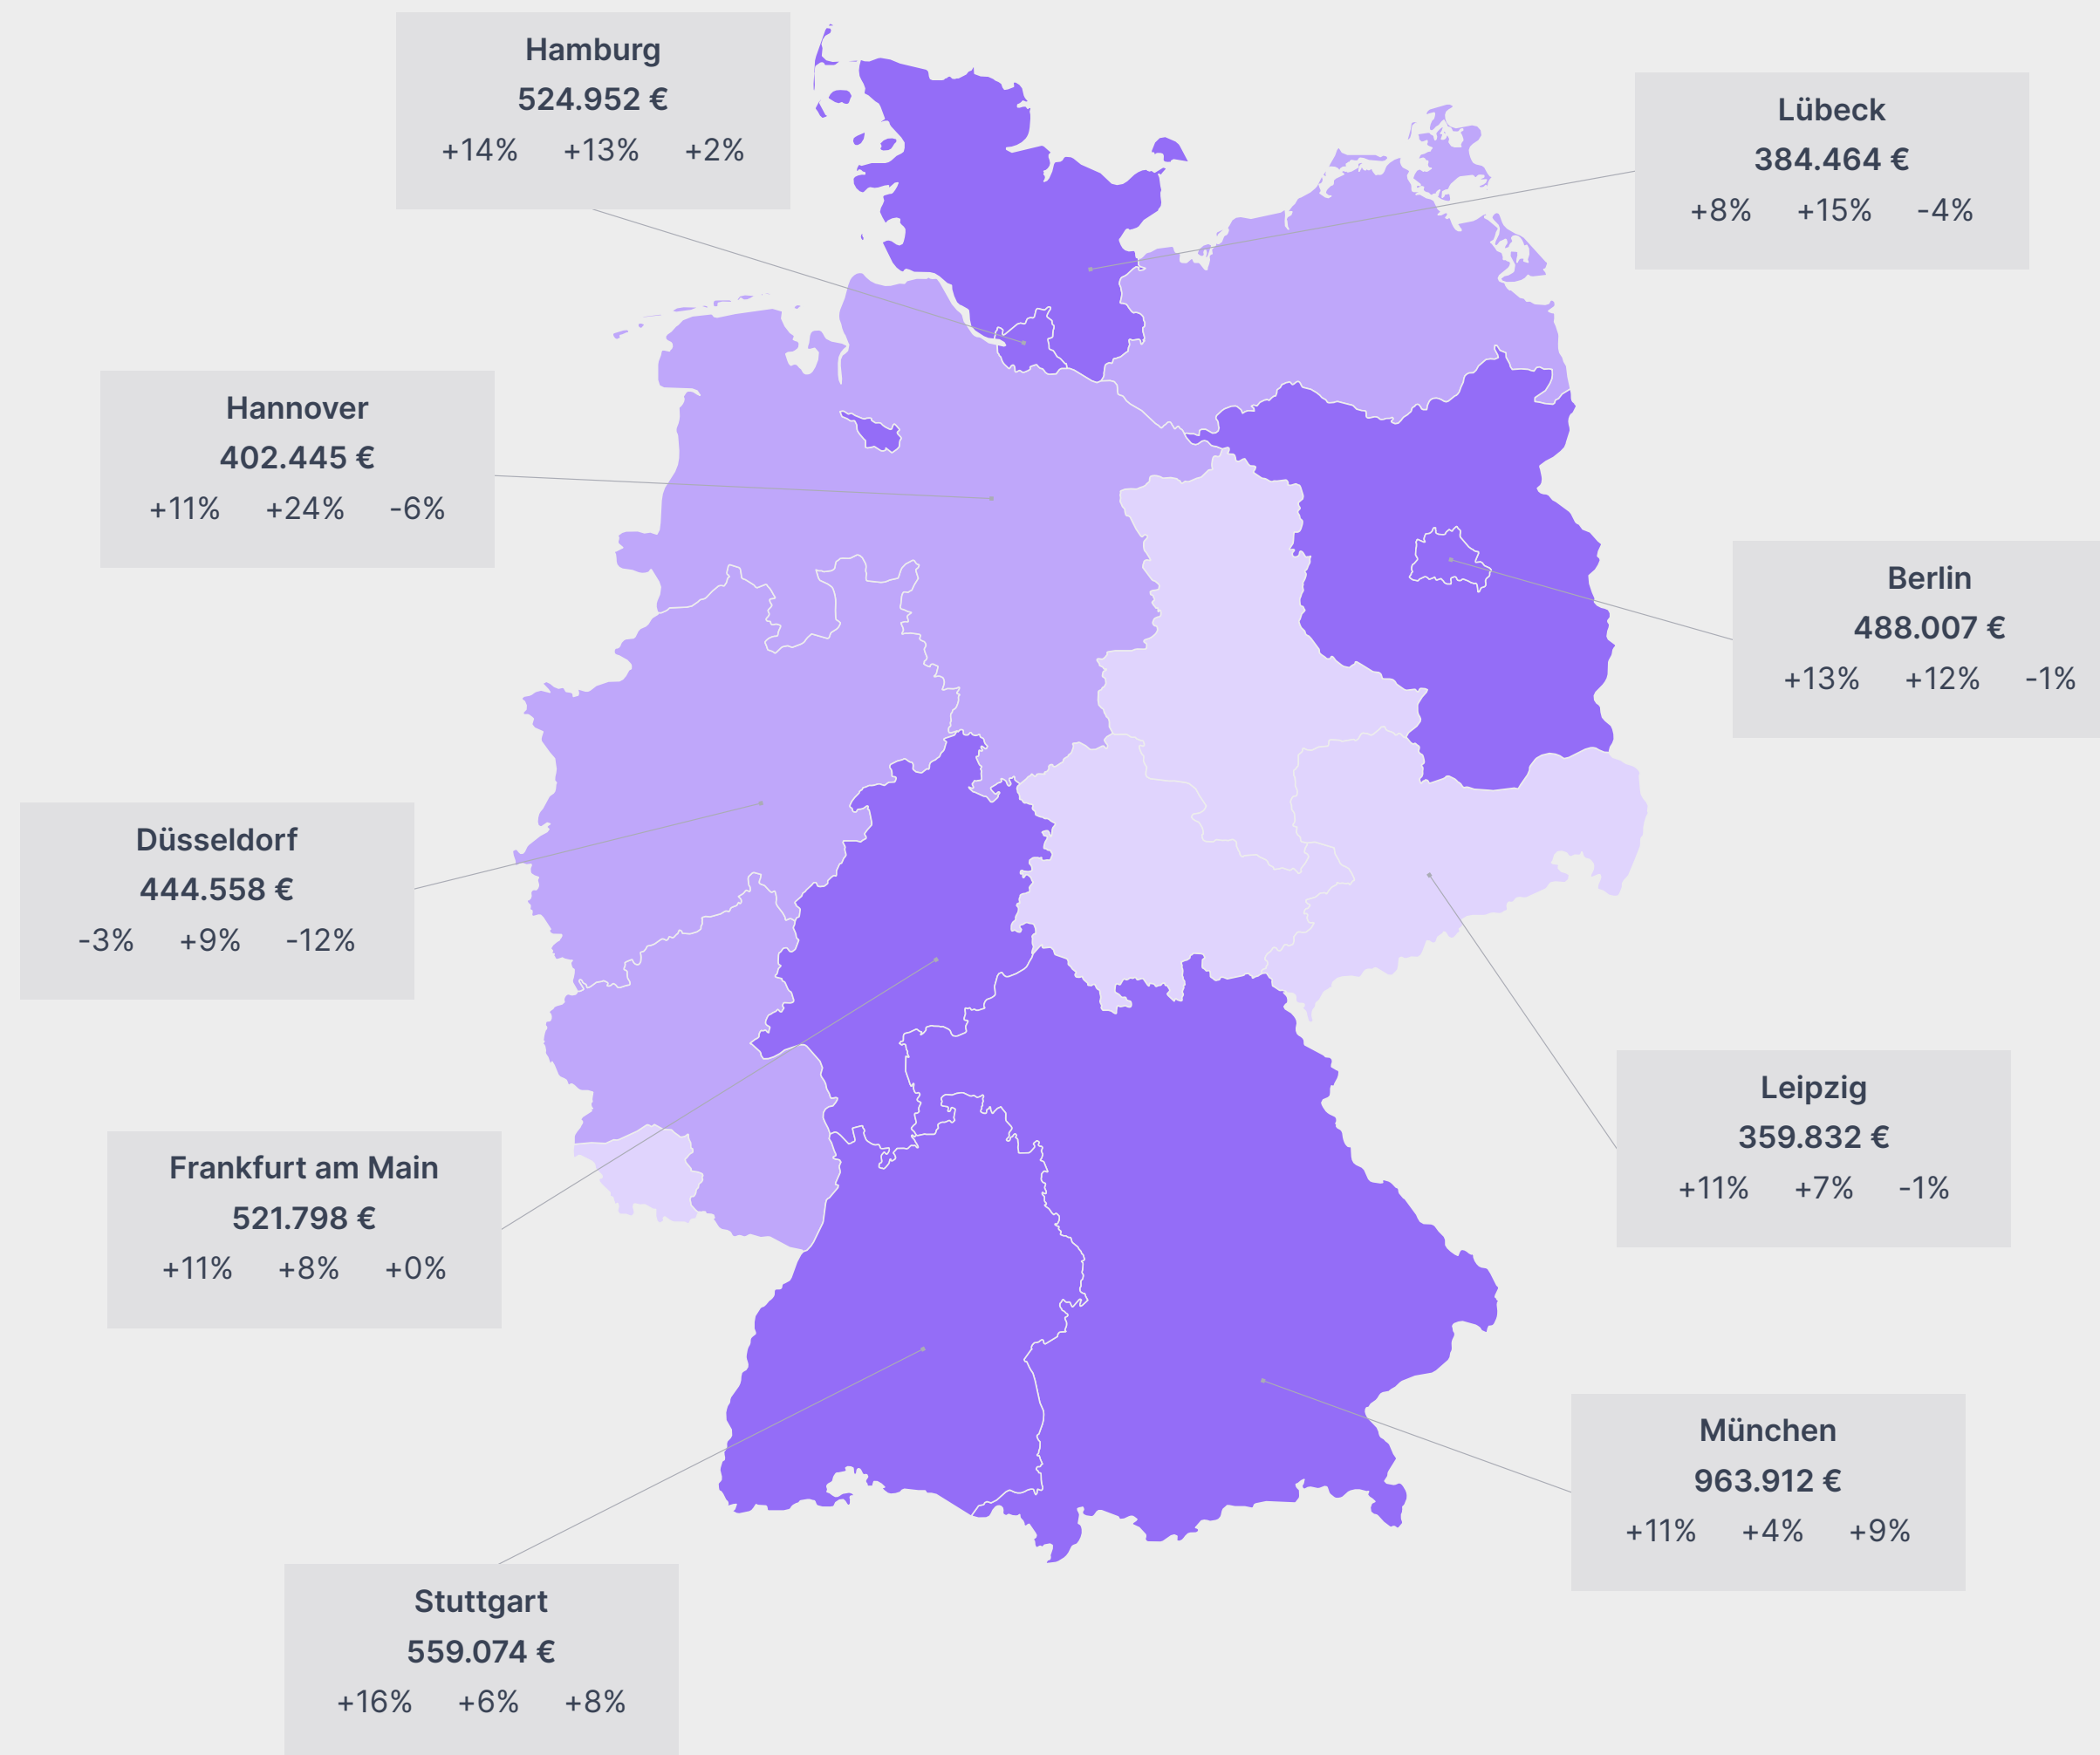 Hamburg
524.952 €
+14% +13% +2%
Lübeck
384.464 €
+8% +15% -4%
Hannover
402.445 €
+11% +24% -6%
Berlin
488.007 €
+13% +12% -1%
Düsseldorf
444.558 €
-3% +9% -12%
Leipzig
359.832 €
+11% +7% -1%
Frankfurt am Main
521.798 €
+11% +8% +0%
München
963.912 €
+11% +4% +9%
Stuttgart
559.074 €
+16% +6% +8%